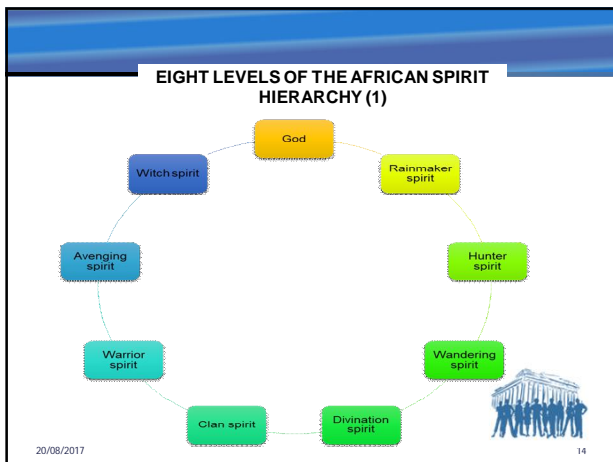 EIGHT LEVELS OF THE AFRICAN SPIRIT
HIERARCHY (1)
God
Rainmaker
spirit
Hunter
spirit
Wandering
spirit
Divination
spirit
Clan spirit
Warrior
spirit
Avenging
spirit
Witch spirit
20/08/2017
14